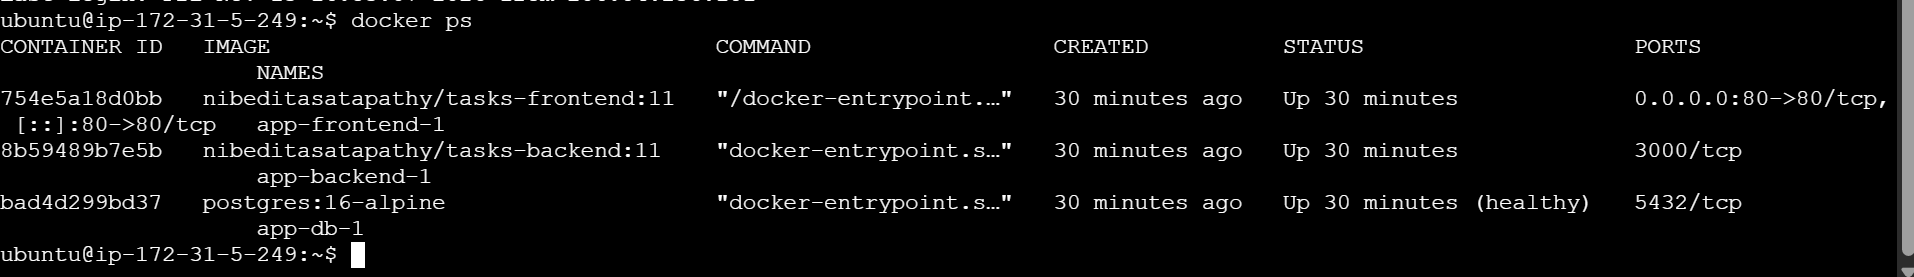 ubuntu@ip-172-31-5-249:~$ docker ps
CONTAINER ID   IMAGE                                 COMMAND                  CREATED          STATUS                    PORTS
                   NAMES
754e5a18d0bb   nibeditasatapathy/tasks-frontend:11   "/docker-entrypoint.…"   30 minutes ago   Up 30 minutes             0.0.0.0:80->80/tcp,
 [::]:80->80/tcp   app-frontend-1
8b59489b7e5b   nibeditasatapathy/tasks-backend:11    "docker-entrypoint.s…"   30 minutes ago   Up 30 minutes             3000/tcp
                   app-backend-1
bad4d299bd37   postgres:16-alpine                    "docker-entrypoint.s…"   30 minutes ago   Up 30 minutes (healthy)   5432/tcp
                   app-db-1
ubuntu@ip-172-31-5-249:~$